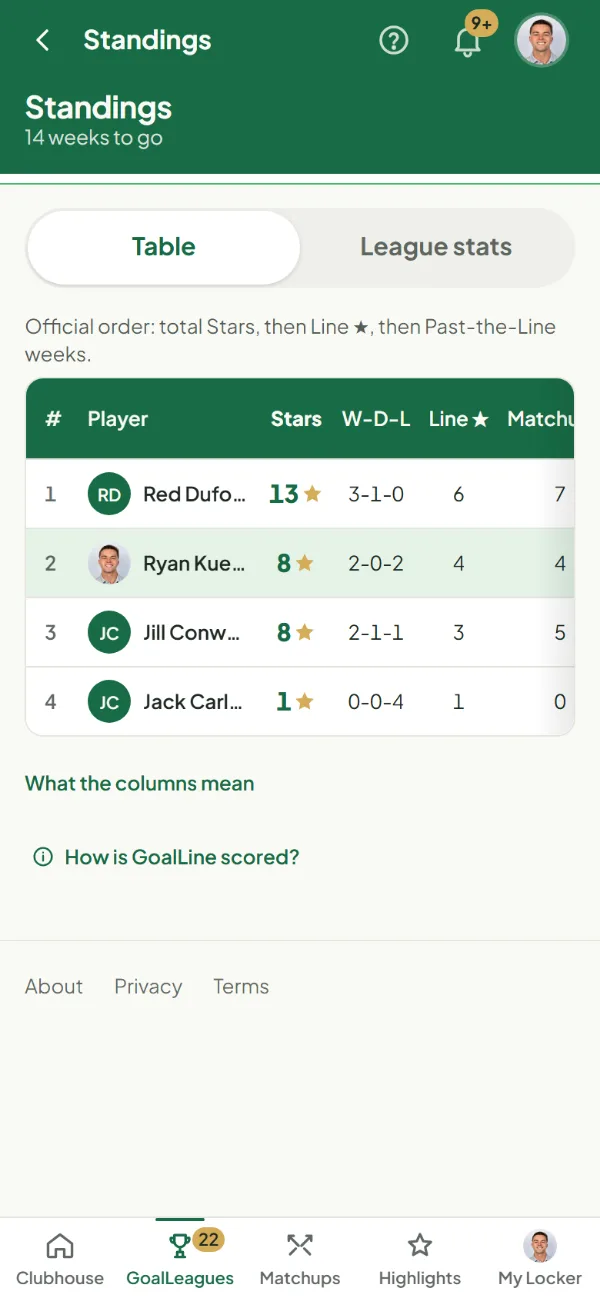 Standings
9+
Standings
14 weeks to go
Table League stats
Official order: total Stars, then Line ★, then Past-the-Line
weeks.
# Player Stars W-D-L Line ★ Matchu
1 RD Red Dufo... 13 ★ 3-1-0 6 7
2 Ryan Kue... 8 ★ 2-0-2 4 4
3 JC Jill Conw... 8 ★ 2-1-1 3 5
4 JC Jack Carl... 1 ★ 0-0-4 1 0
What the columns mean
How is GoalLine scored?
About Privacy Terms
22
Clubhouse GoalLeagues Matchups Highlights My Locker